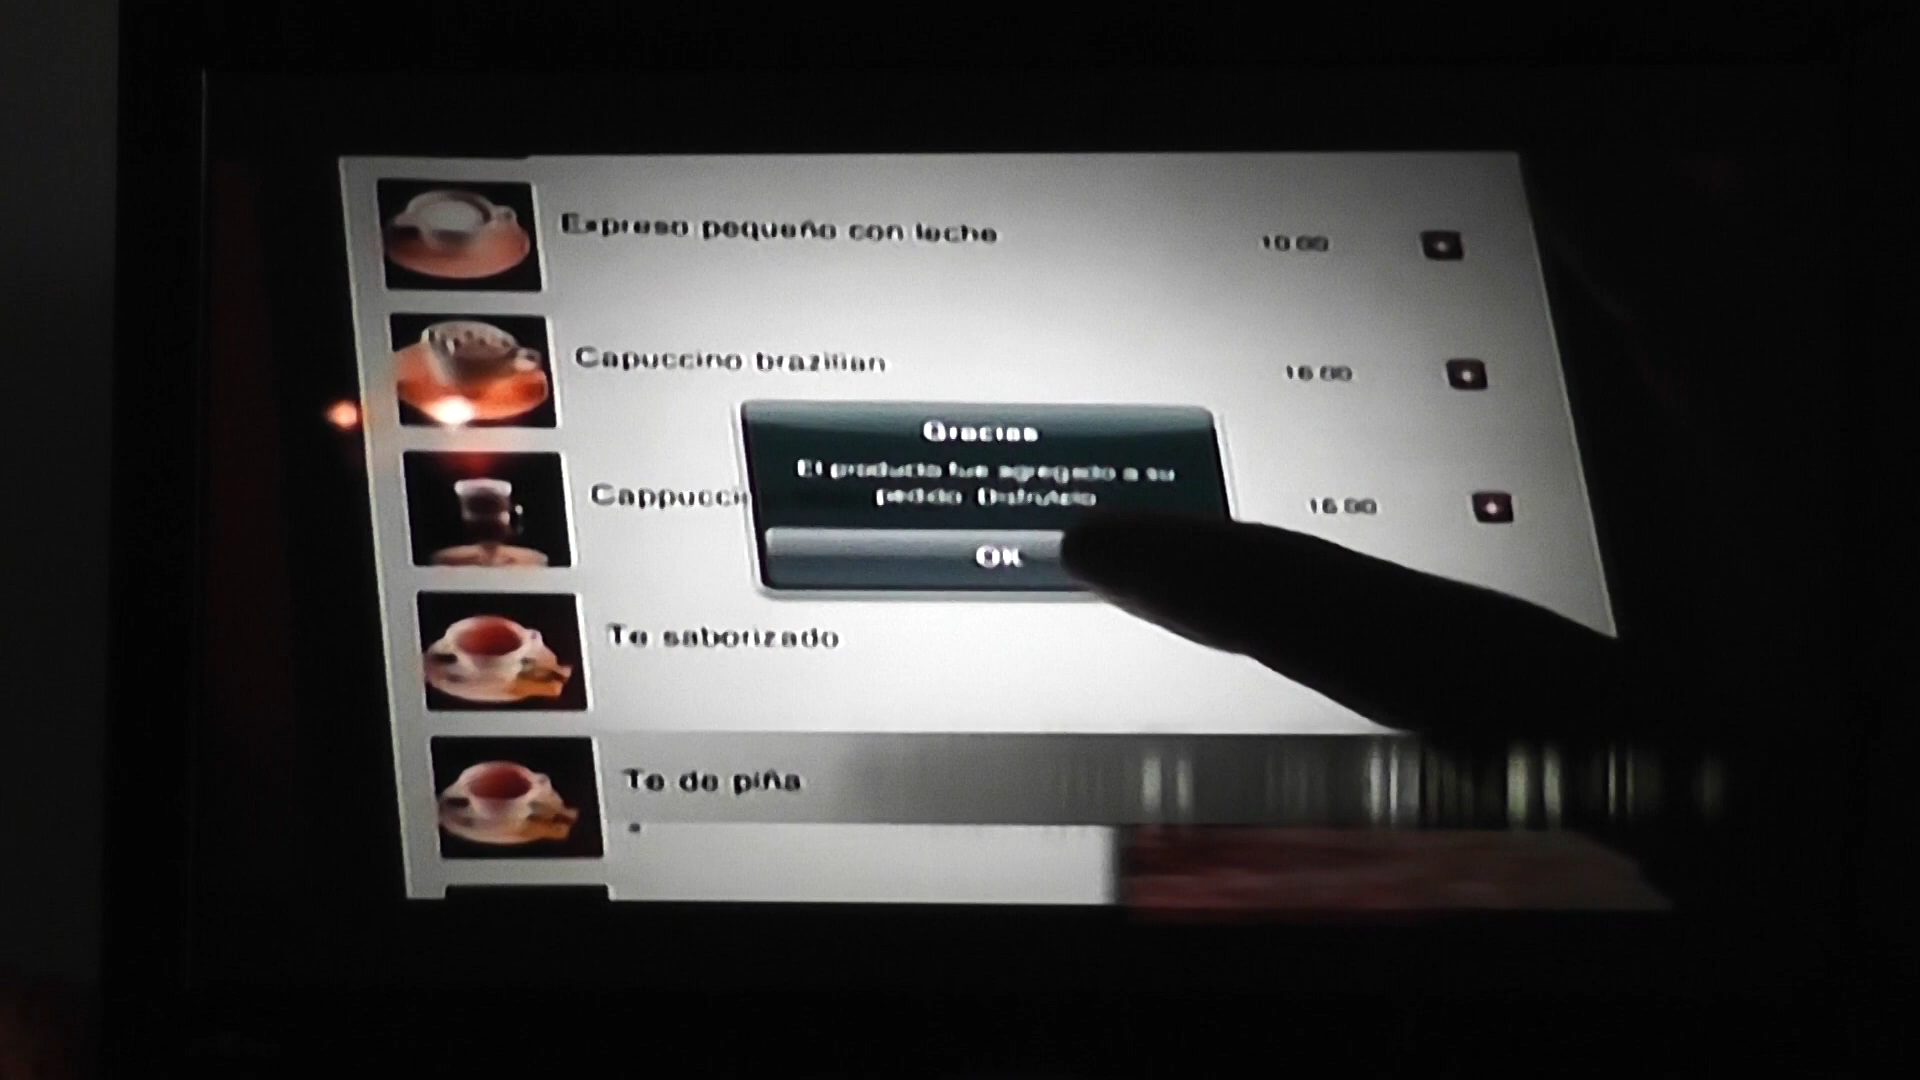 Expreso pequeño con leche
10.00
Capuccino brazilian
16.00
Gracias
El producto fue agregado a su
pedido. Disfrutelo
OK
Cappucci
16.00
Te saborizado
Te de piña